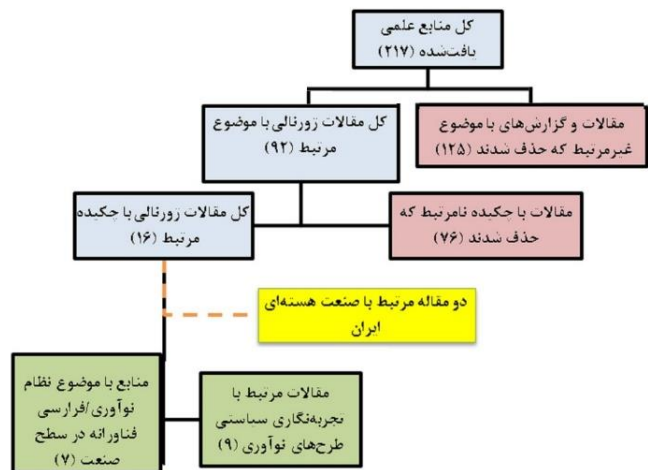 کل منابع علمی
یافت‌شده (۲۱۷)
مقالات و گزارش‌های با موضوع
غیرمرتبط که حذف شدند (۱۲۵)
کل مقالات ژورنالی با موضوع
مرتبط (۹۲)
مقالات با چکیده نامرتبط که
حذف شدند (۷۶)
کل مقالات ژورنالی با چکیده
مرتبط (۱۶)
دو مقاله مرتبط با صنعت هسته‌ای
ایران
مقالات مرتبط با
تجربه‌نگاری سیاستی
طرح‌های نوآوری (۹)
منابع با موضوع نظام
نوآوری/فرارسی
فناورانه در سطح
صنعت (۷)